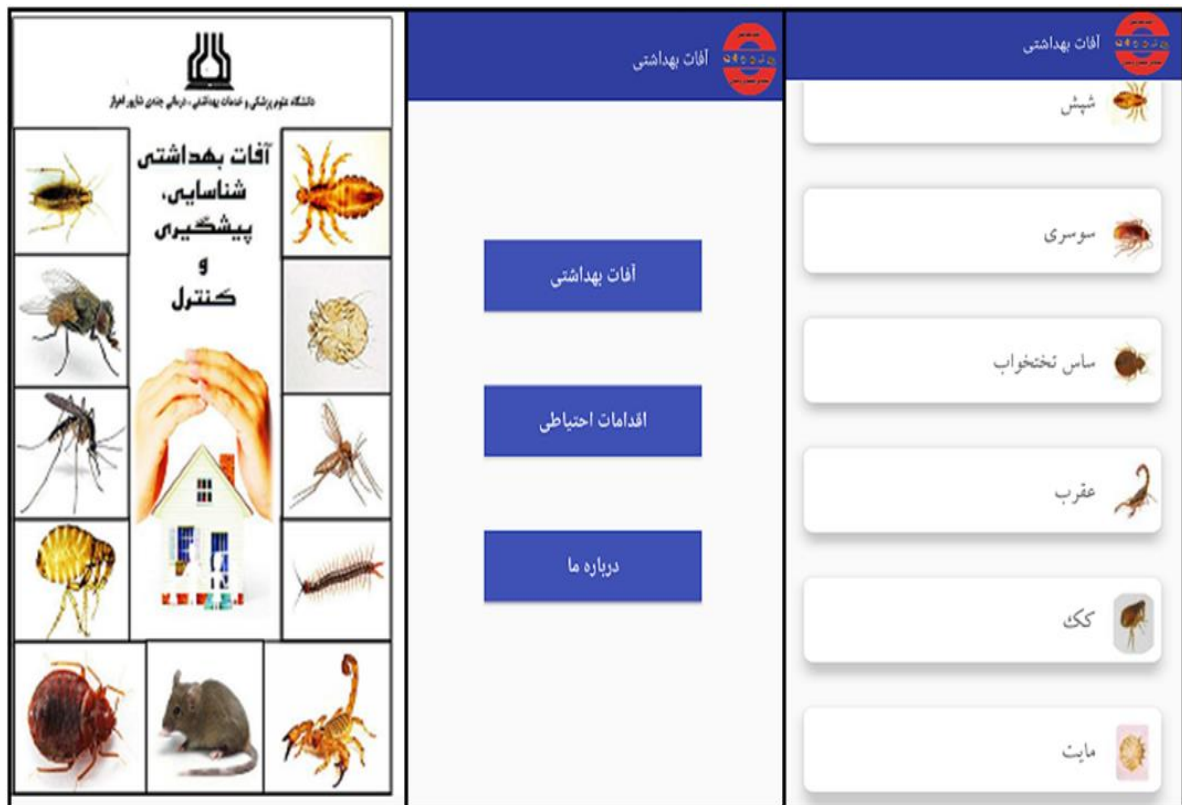 دانشگاه علوم پزشکی و خدمات بهداشتی ، درمانی جندی شاپور اهواز
آفات بهداشتی
شناسایی،
پیشگیری
و
کنترل
آفات بهداشتی
آفات بهداشتی
اقدامات احتیاطی
درباره ما
آفات بهداشتی
شپش
سوسری
ساس تختخواب
عقرب
کک
مایت